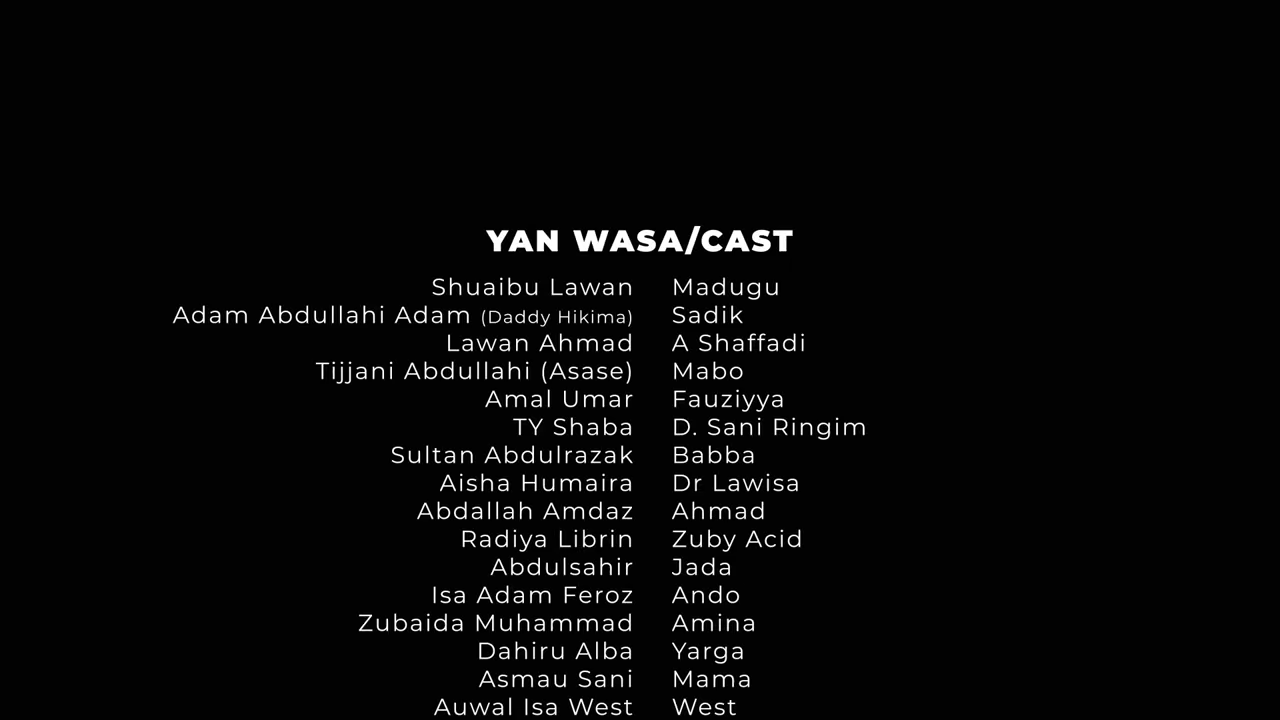 YAN WASA/CAST
Shuaibu Lawan Madugu
Adam Abdullahi Adam (Daddy Hikima) Sadik
Lawan Ahmad A Shaffadi
Tijjani Abdullahi (Asase) Mabo
Amal Umar Fauziyya
TY Shaba D. Sani Ringim
Sultan Abdulrazak Babba
Aisha Humaira Dr Lawisa
Abdallah Amdaz Ahmad
Radiya Librin Zuby Acid
Abdulsahir Jada
Isa Adam Feroz Ando
Zubaida Muhammad Amina
Dahiru Alba Yarga
Asmau Sani Mama
Auwal Isa West West